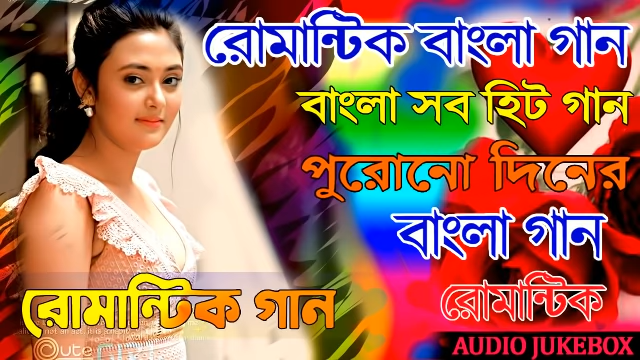 রোমান্টিক বাংলা গান
বাংলা সব হিট গান
পুরোনো দিনের
বাংলা গান
রোমান্টিক গান
রোমান্টিক
AUDIO JUKEBOX